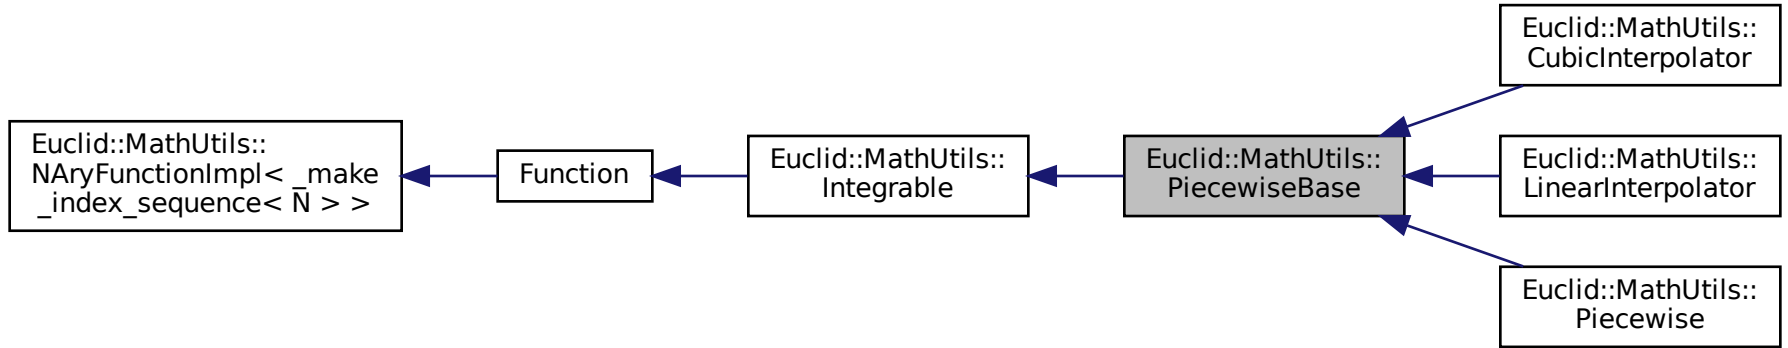 Euclid::MathUtils::
NAryFunctionImpl< _make
_index_sequence< N > >
Function
Euclid::MathUtils::
Integrable
Euclid::MathUtils::
PiecewiseBase
Euclid::MathUtils::
CubicInterpolator
Euclid::MathUtils::
LinearInterpolator
Euclid::MathUtils::
Piecewise